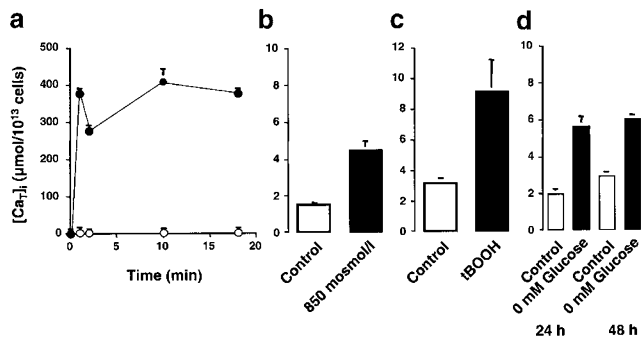 a
[Ca_T]_i (μmol/10^13 cells)
500
400
300
200
100
0
0
5
10
15
20
Time (min)
b
10
8
6
4
2
0
Control
850 mosmol/l
c
12
10
8
6
4
2
0
Control
tBOOH
d
10
8
6
4
2
0
Control
0 mM Glucose
Control
0 mM Glucose
24 h
48 h